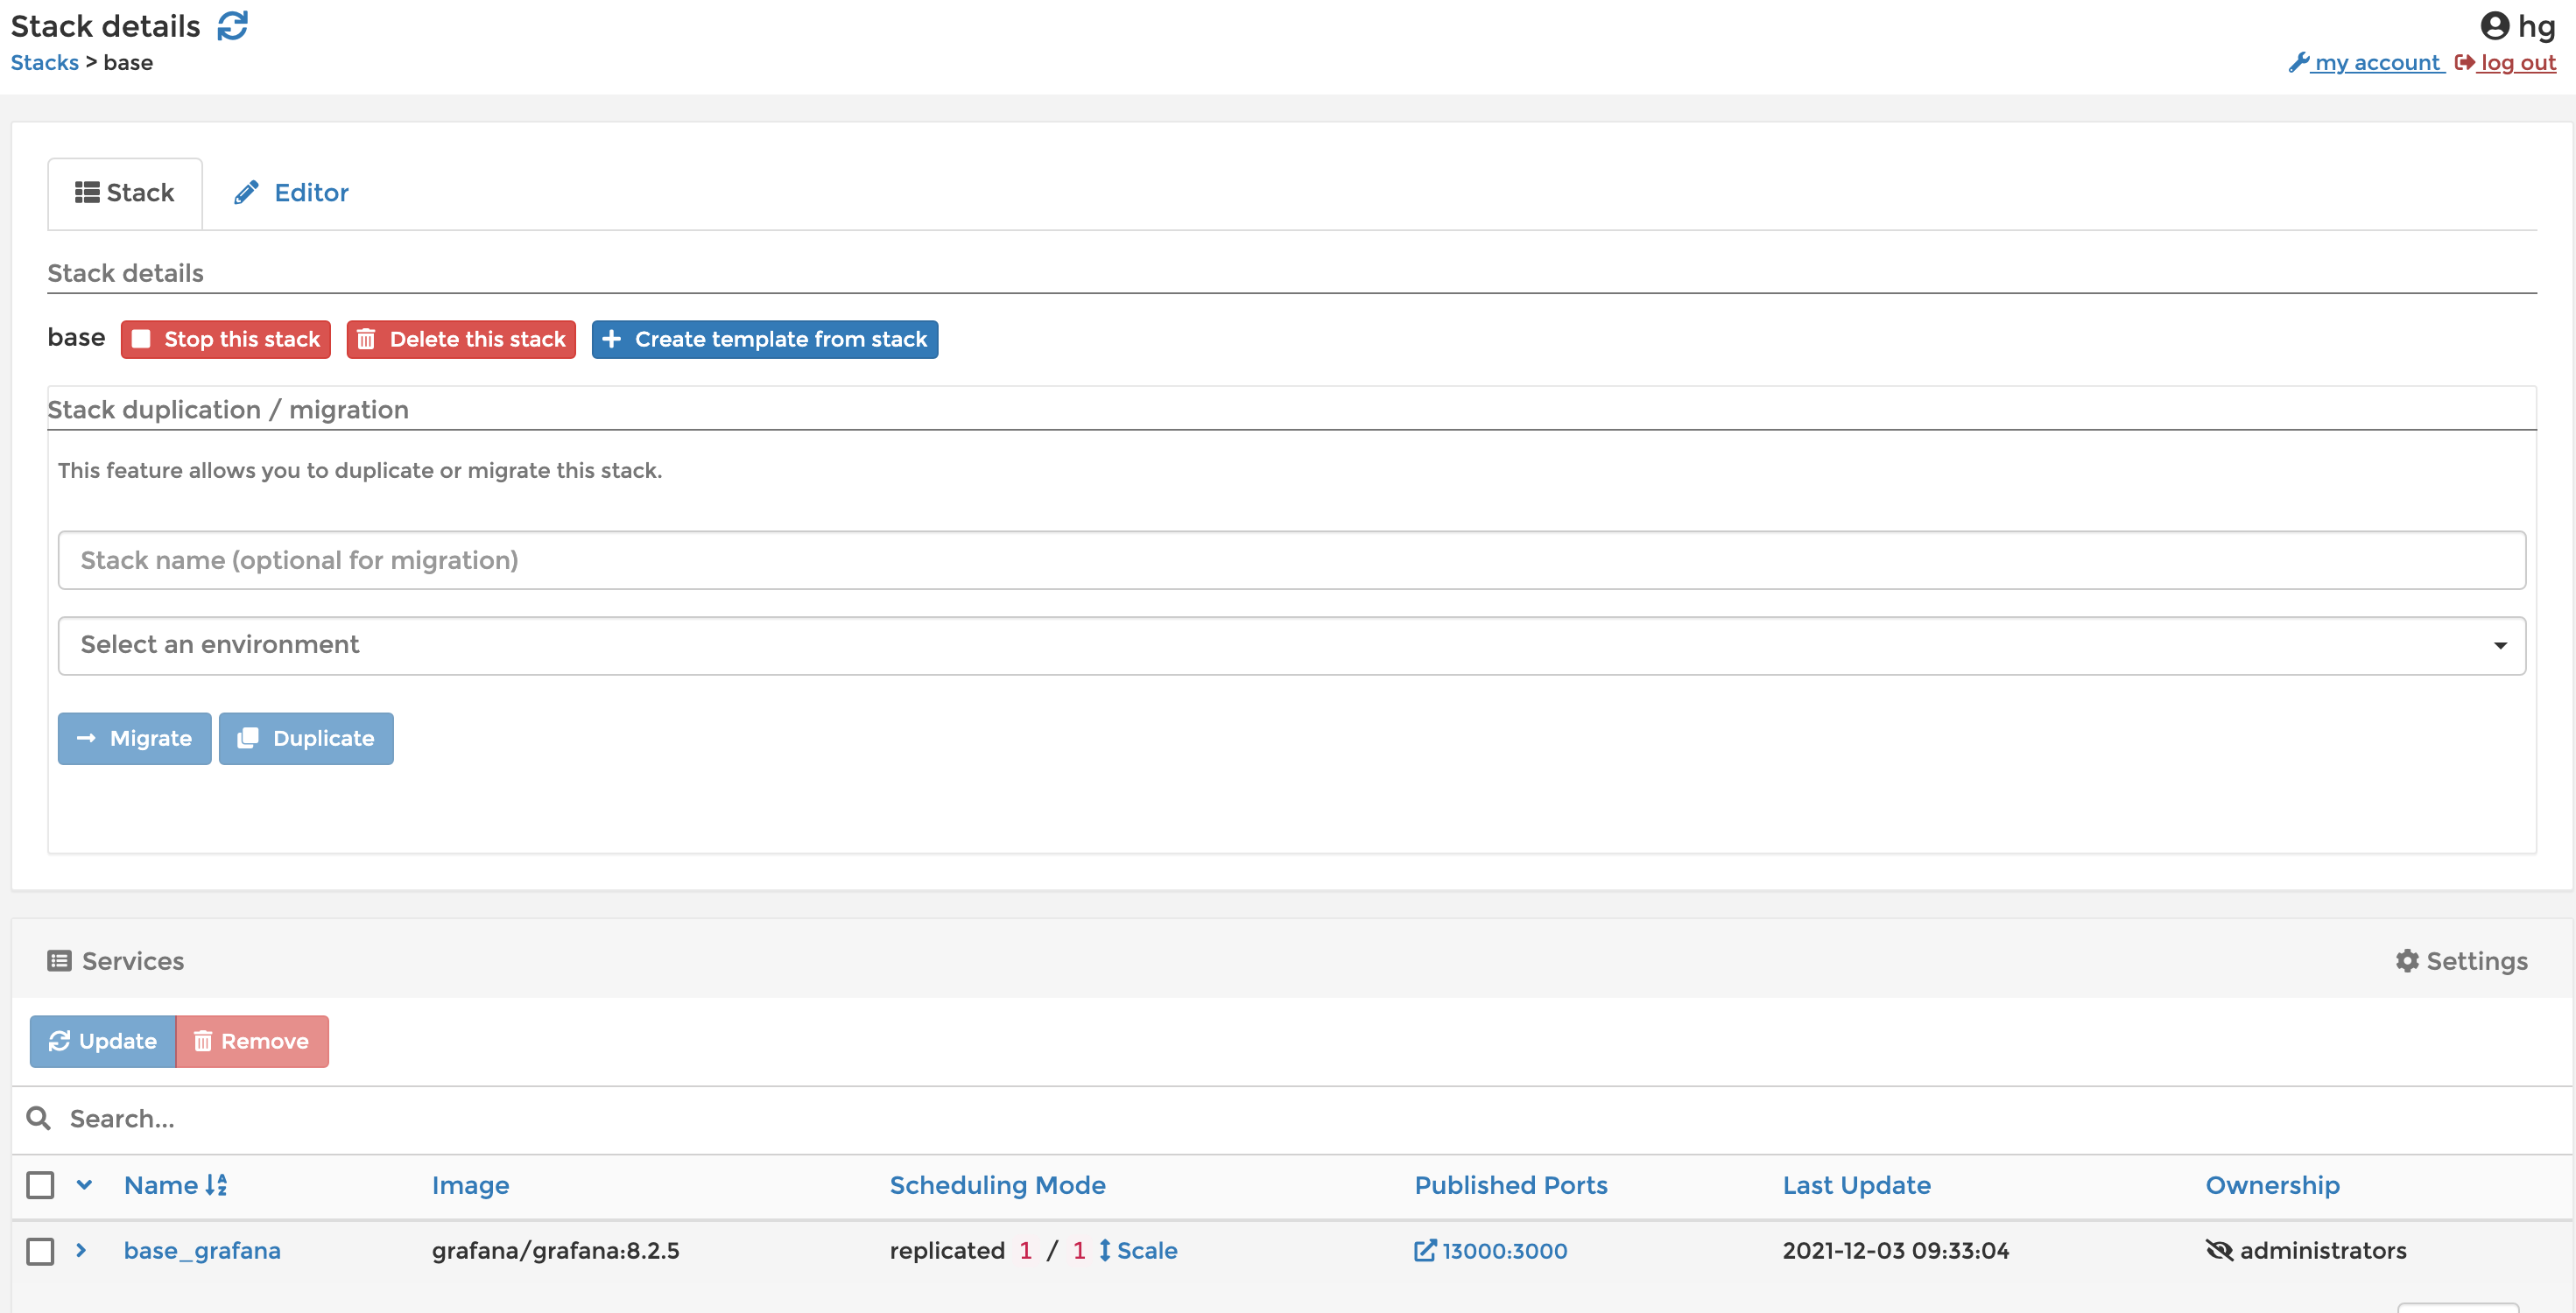 Stack details
hg
Stacks > base
my account log out
Stack Editor
Stack details
base Stop this stack Delete this stack Create template from stack
Stack duplication / migration
This feature allows you to duplicate or migrate this stack.
Stack name (optional for migration)
Select an environment
Migrate Duplicate
Services Settings
Update Remove
Search...
Name Image Scheduling Mode Published Ports Last Update Ownership
base_grafana grafana/grafana:8.2.5 replicated 1 / 1 Scale 13000:3000 2021-12-03 09:33:04 administrators